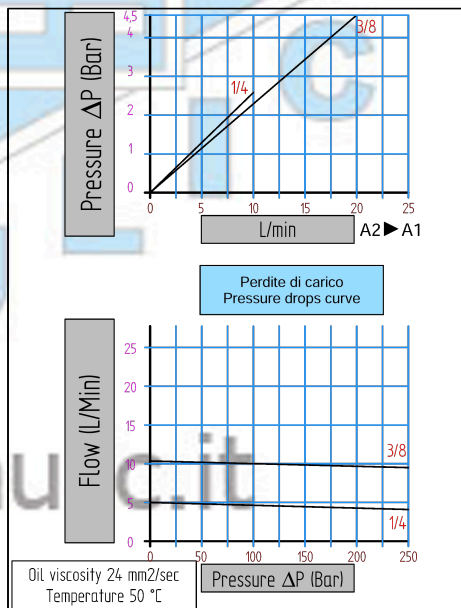 Pressure ΔP (Bar)
4,5
4
3
2
1
0
3/8
1/4
0 5 10 15 20 25
L/min
A2►A1
Perdite di carico
Pressure drops curve
Flow (L/Min)
25
20
15
10
5
0
3/8
1/4
50 100 150 200 250
Pressure ΔP (Bar)
Oil viscosity 24 mm2/sec
Temperature 50 °C
c.it